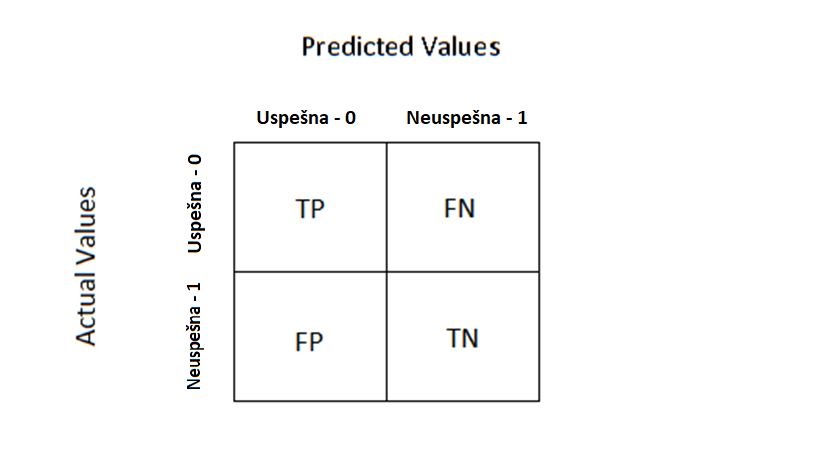 Predicted Values
Uspešna - 0
Neuspešna - 1
Actual Values
Uspešna - 0
TP
FN
Neuspešna - 1
FP
TN